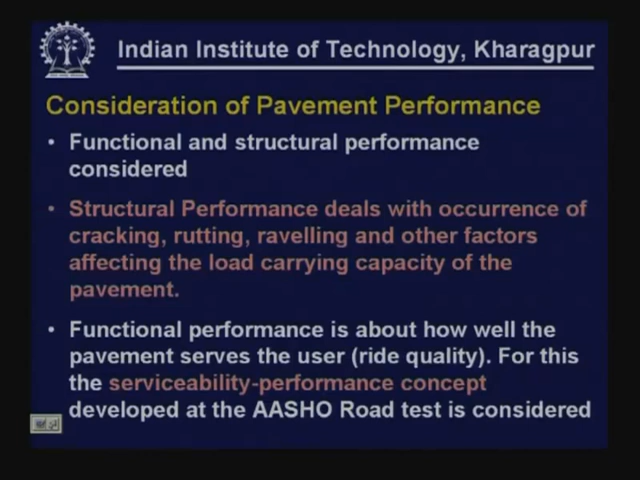 Indian Institute of Technology, Kharagpur
Consideration of Pavement Performance
• Functional and structural performance
considered
• Structural Performance deals with occurrence of
cracking, rutting, ravelling and other factors
affecting the load carrying capacity of the
pavement.
• Functional performance is about how well the
pavement serves the user (ride quality). For this
the serviceability-performance concept
developed at the AASHO Road test is considered